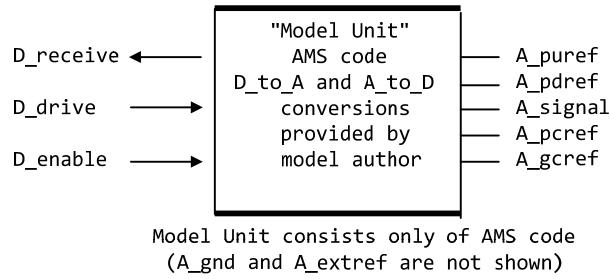 "Model Unit"
D_receive AMS code A_puref
D_to_A and A_to_D A_pdref
D_drive conversions A_signal
provided by A_pcref
D_enable model author A_gcref
Model Unit consists only of AMS code
(A_gnd and A_extref are not shown)